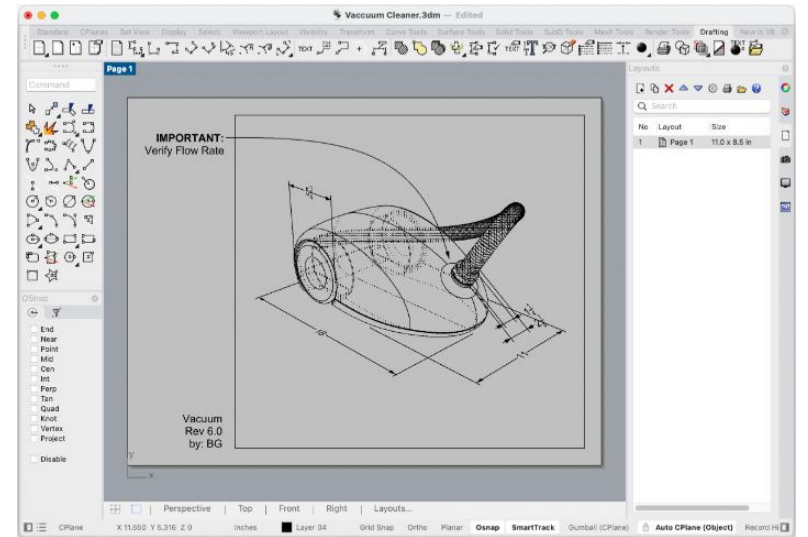 Vaccuum Cleaner.3dm — Edited
Standard CPlanes Set View Display Select Viewport Layout Visibility Transform Curve Tools Surface Tools Solid Tools SubD Tools Mesh Tools Render Tools Drafting New in V8
Page 1
Layouts
Command
Search
No Layout Size
1 Page 1 11.0 x 8.5 in
IMPORTANT:
Verify Flow Rate
OSnap
End
Near
Point
Mid
Cen
Int
Perp
Tan
Quad
Knot
Vertex
Project
Disable
Vacuum
Rev 6.0
by: BG
y
x
Perspective | Top | Front | Right | Layouts...
CPlane X 11.550 Y 5.316 Z 0 Inches Layer 04 Grid Snap Ortho Planar Osnap SmartTrack Gumball (CPlane) Auto CPlane (Object) Record Hi